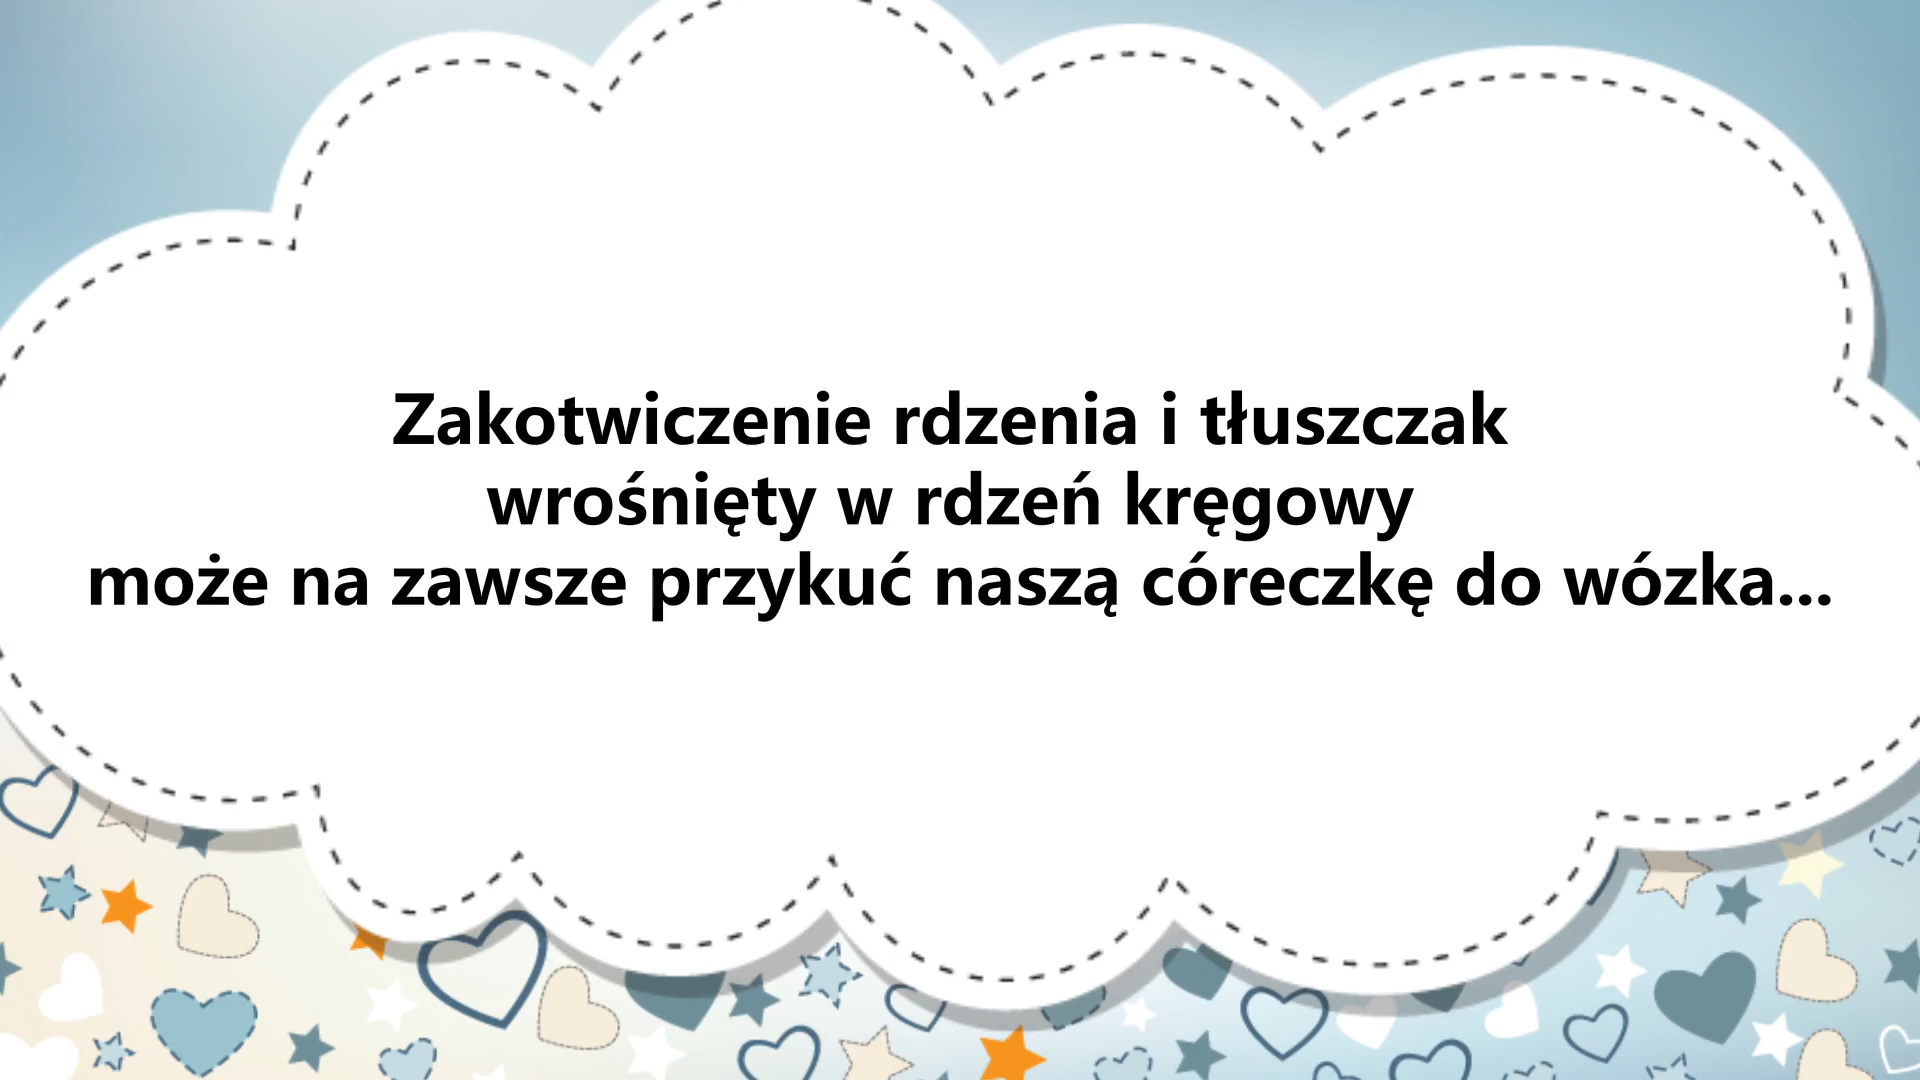 Zakotwiczenie rdzenia i tłuszczak
wrośnięty w rdzeń kręgowy
może na zawsze przykuć naszą córeczkę do wózka...